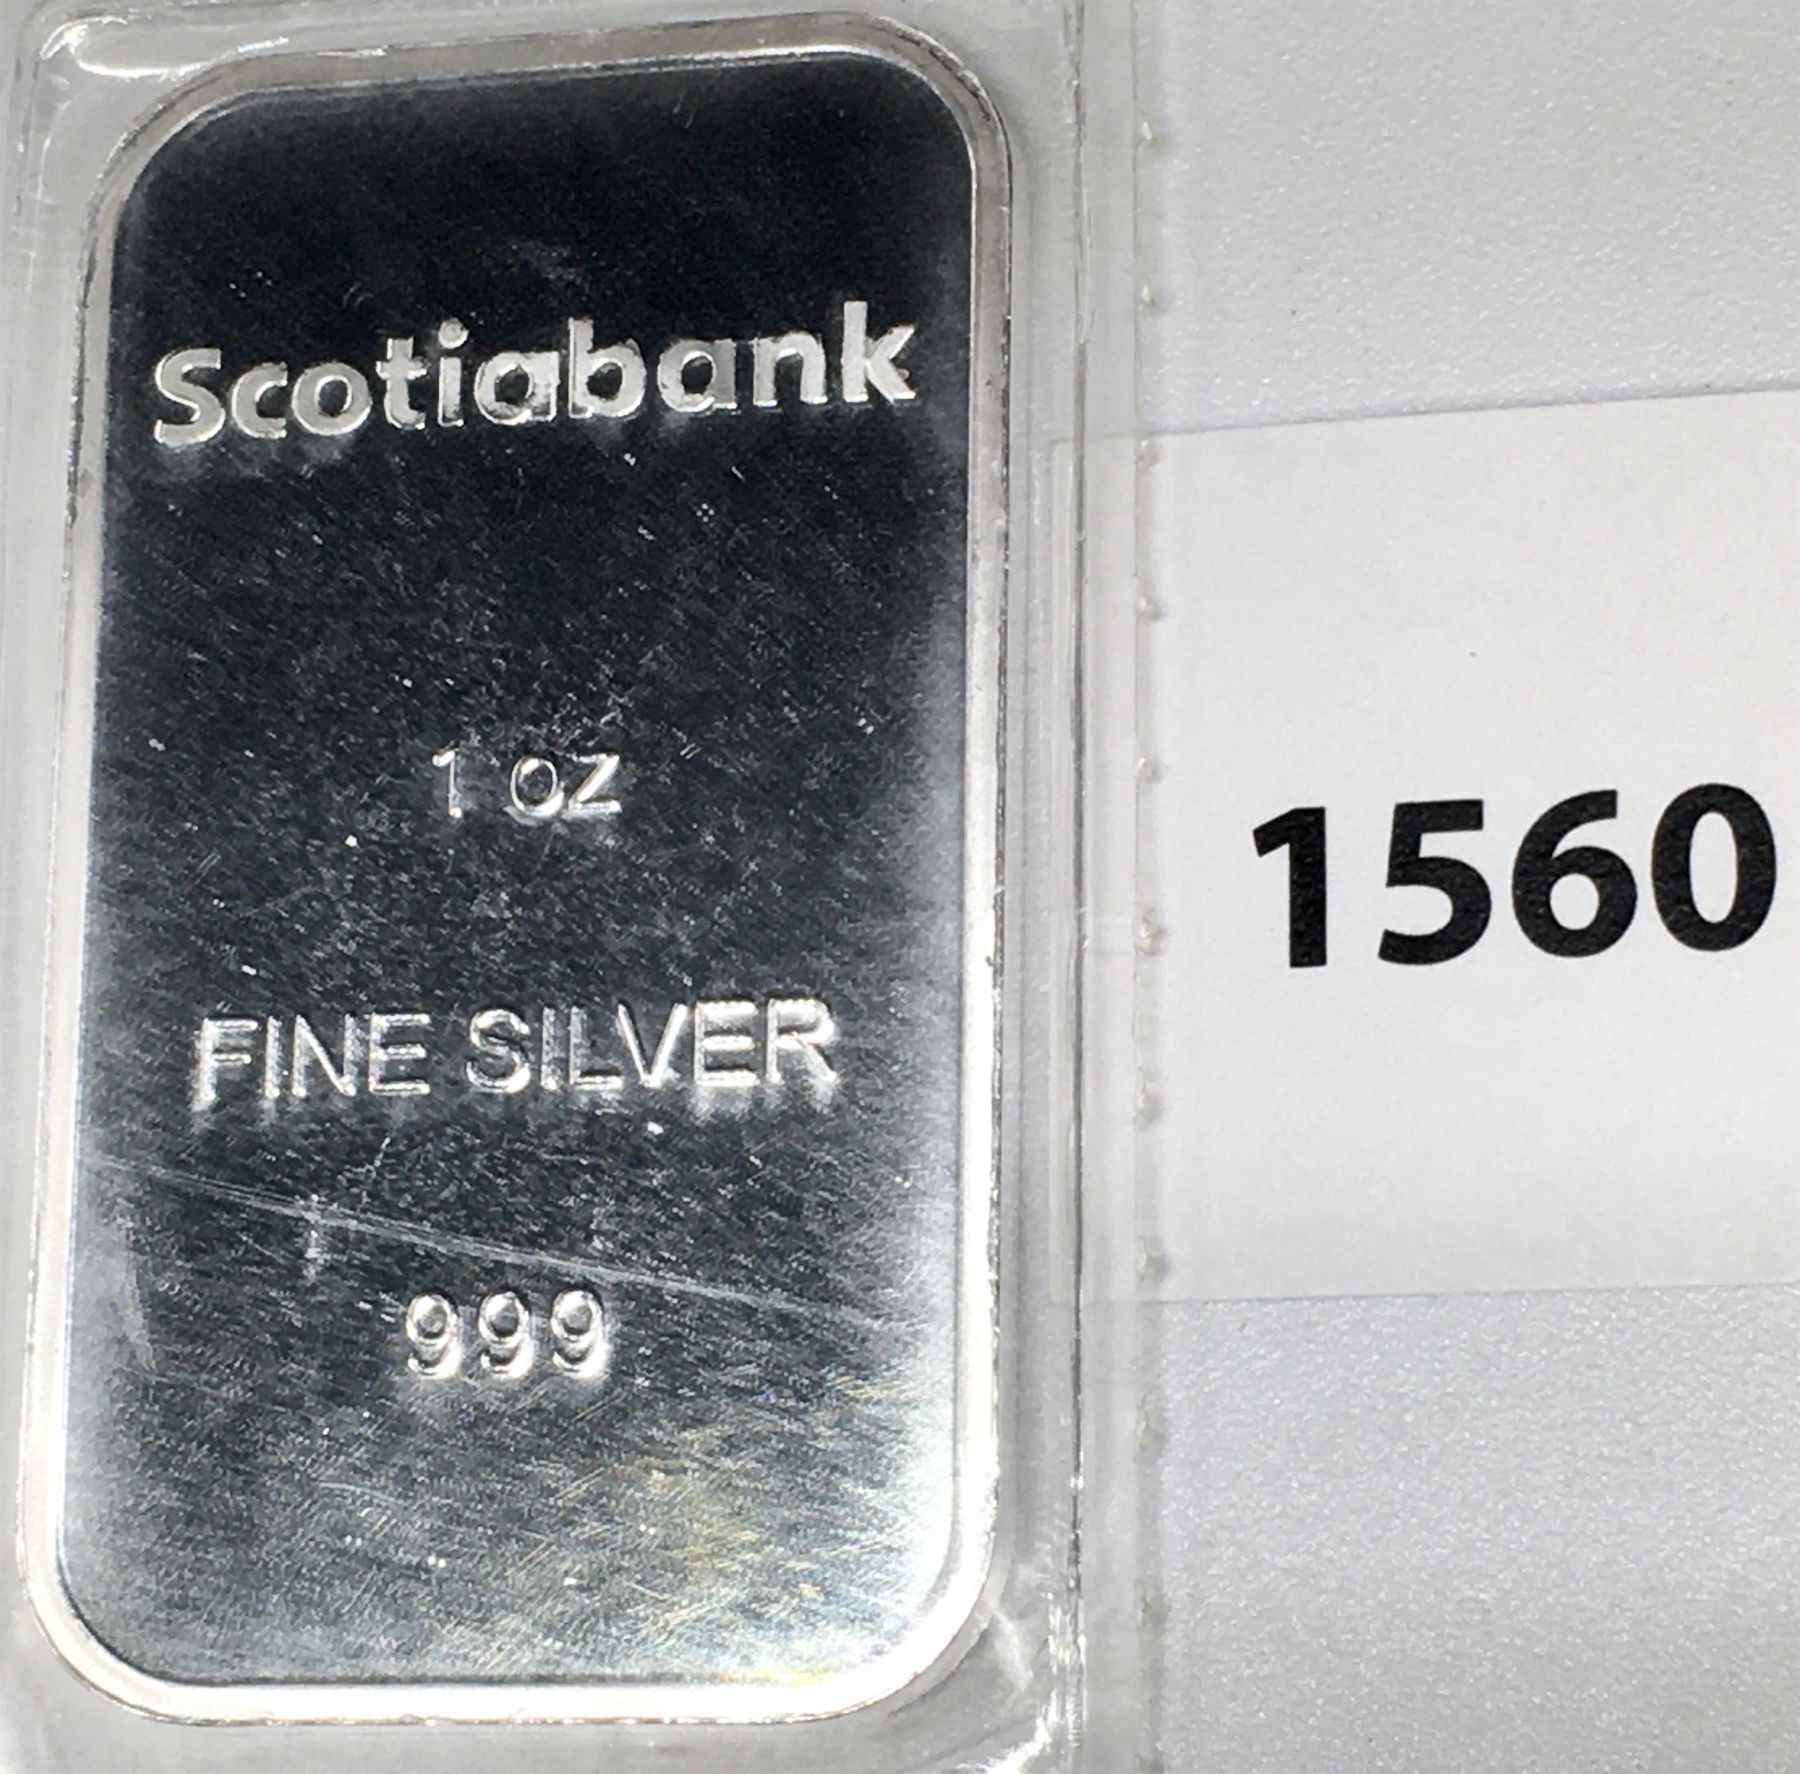 Scotiabank
1 oz
FINE SILVER
999
1560